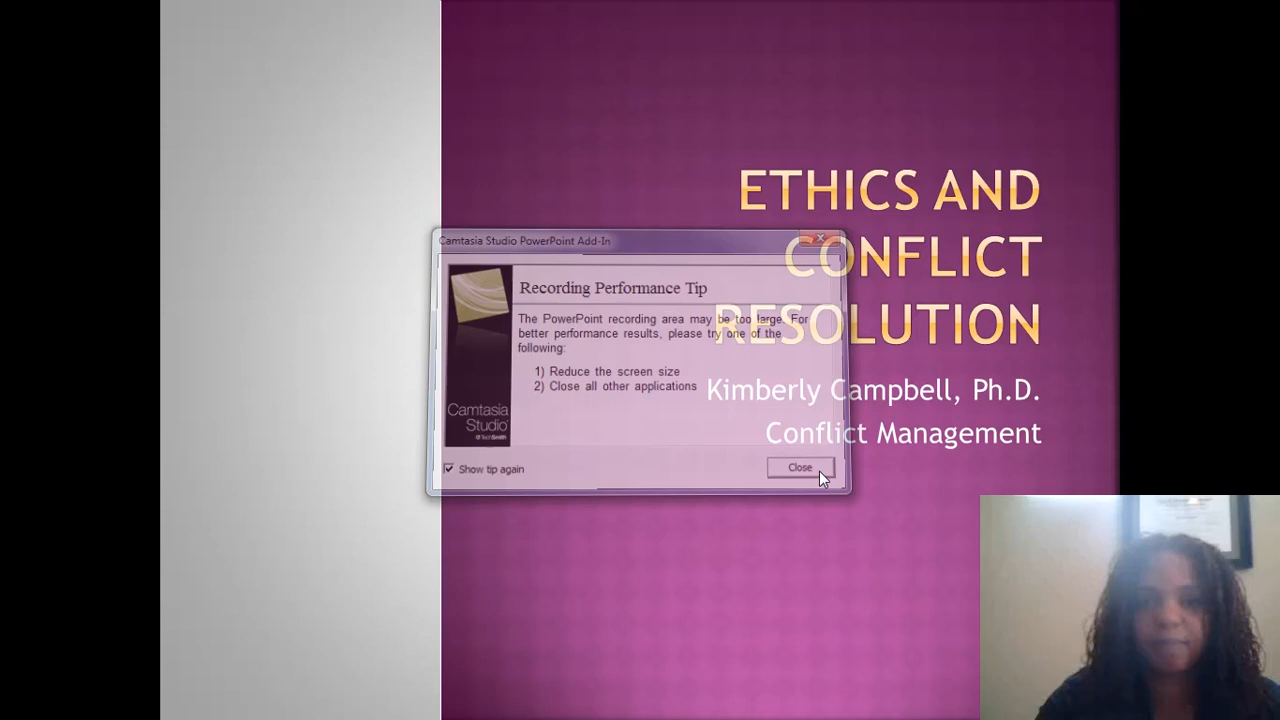 ETHICS AND
CONFLICT
RESOLUTION
Kimberly Campbell, Ph.D.
Conflict Management
Camtasia Studio PowerPoint Add-In
Recording Performance Tip
The PowerPoint recording area may be too large. For
better performance results, please try one of the
following:
1) Reduce the screen size
2) Close all other applications
Camtasia
Studio
TechSmith
Show tip again
Close